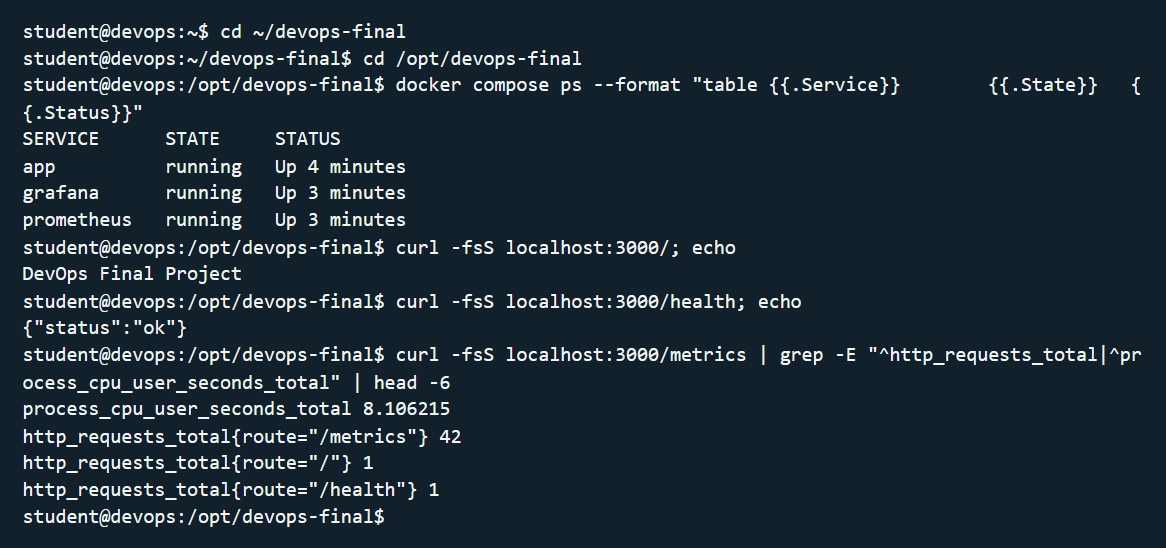 student@devops:~$ cd ~/devops-final
student@devops:~/devops-final$ cd /opt/devops-final
student@devops:/opt/devops-final$ docker compose ps --format "table {{.Service}}        {{.State}}   {
{.Status}}"
SERVICE      STATE     STATUS
app          running   Up 4 minutes
grafana      running   Up 3 minutes
prometheus   running   Up 3 minutes
student@devops:/opt/devops-final$ curl -fsS localhost:3000/; echo
DevOps Final Project
student@devops:/opt/devops-final$ curl -fsS localhost:3000/health; echo
{"status":"ok"}
student@devops:/opt/devops-final$ curl -fsS localhost:3000/metrics | grep -E "^http_requests_total|^pr
ocess_cpu_user_seconds_total" | head -6
process_cpu_user_seconds_total 8.106215
http_requests_total{route="/metrics"} 42
http_requests_total{route="/"} 1
http_requests_total{route="/health"} 1
student@devops:/opt/devops-final$